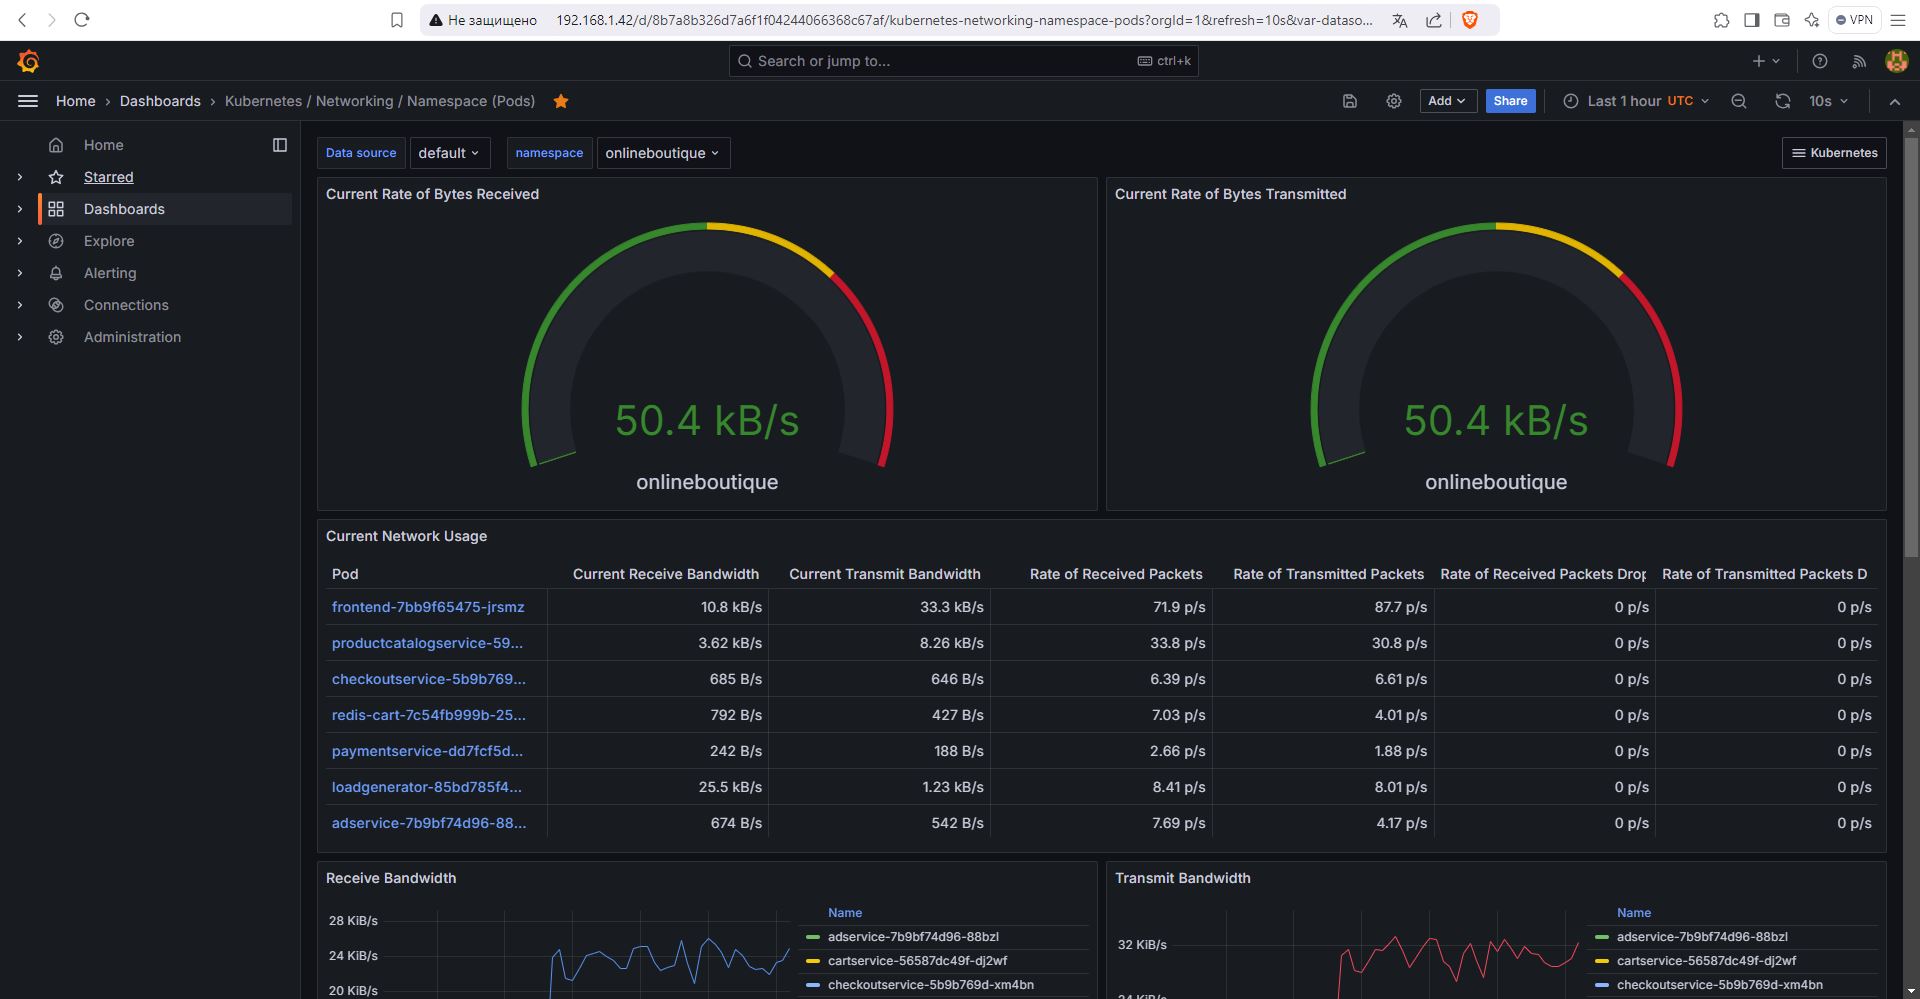 Не защищено 192.168.1.42/d/8b7a8b326d7a6f1f04244066368c67af/kubernetes-networking-namespace-pods?orgId=1&refresh=10s&var-dataso... VPN
Search or jump to... ctrl+k
Home › Dashboards › Kubernetes / Networking / Namespace (Pods) Add Share Last 1 hour UTC 10s
Home
Starred
Dashboards
Explore
Alerting
Connections
Administration
Data source default namespace onlineboutique Kubernetes
Current Rate of Bytes Received
50.4 kB/s
onlineboutique
Current Rate of Bytes Transmitted
50.4 kB/s
onlineboutique
Current Network Usage
Pod Current Receive Bandwidth Current Transmit Bandwidth Rate of Received Packets Rate of Transmitted Packets Rate of Received Packets Drop Rate of Transmitted Packets D
frontend-7bb9f65475-jrsmz 10.8 kB/s 33.3 kB/s 71.9 p/s 87.7 p/s 0 p/s 0 p/s
productcatalogservice-59... 3.62 kB/s 8.26 kB/s 33.8 p/s 30.8 p/s 0 p/s 0 p/s
checkoutservice-5b9b769... 685 B/s 646 B/s 6.39 p/s 6.61 p/s 0 p/s 0 p/s
redis-cart-7c54fb999b-25... 792 B/s 427 B/s 7.03 p/s 4.01 p/s 0 p/s 0 p/s
paymentservice-dd7fcf5d... 242 B/s 188 B/s 2.66 p/s 1.88 p/s 0 p/s 0 p/s
loadgenerator-85bd785f4... 25.5 kB/s 1.23 kB/s 8.41 p/s 8.01 p/s 0 p/s 0 p/s
adservice-7b9bf74d96-88... 674 B/s 542 B/s 7.69 p/s 4.17 p/s 0 p/s 0 p/s
Receive Bandwidth
28 KiB/s
24 KiB/s
20 KiB/s
Name
adservice-7b9bf74d96-88bzl
cartservice-56587dc49f-dj2wf
checkoutservice-5b9b769d-xm4bn
Transmit Bandwidth
32 KiB/s
24 KiB/s
Name
adservice-7b9bf74d96-88bzl
cartservice-56587dc49f-dj2wf
checkoutservice-5b9b769d-xm4bn